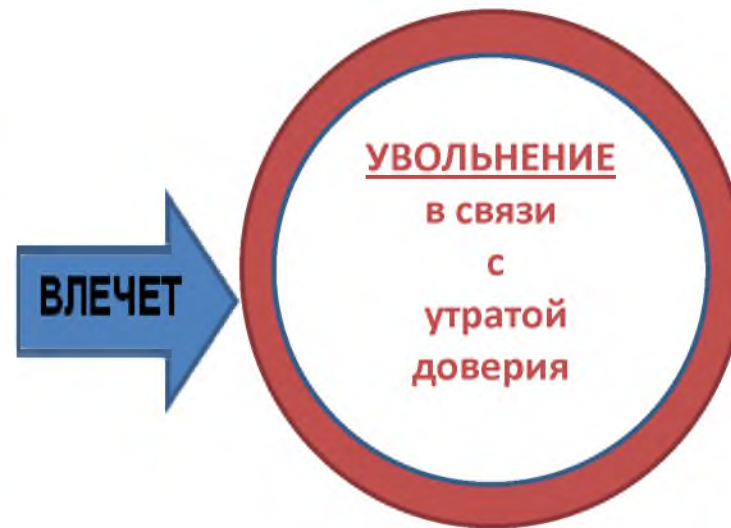 ВЛЕЧЕТ
УВОЛЬНЕНИЕ
в связи
с
утратой
доверия